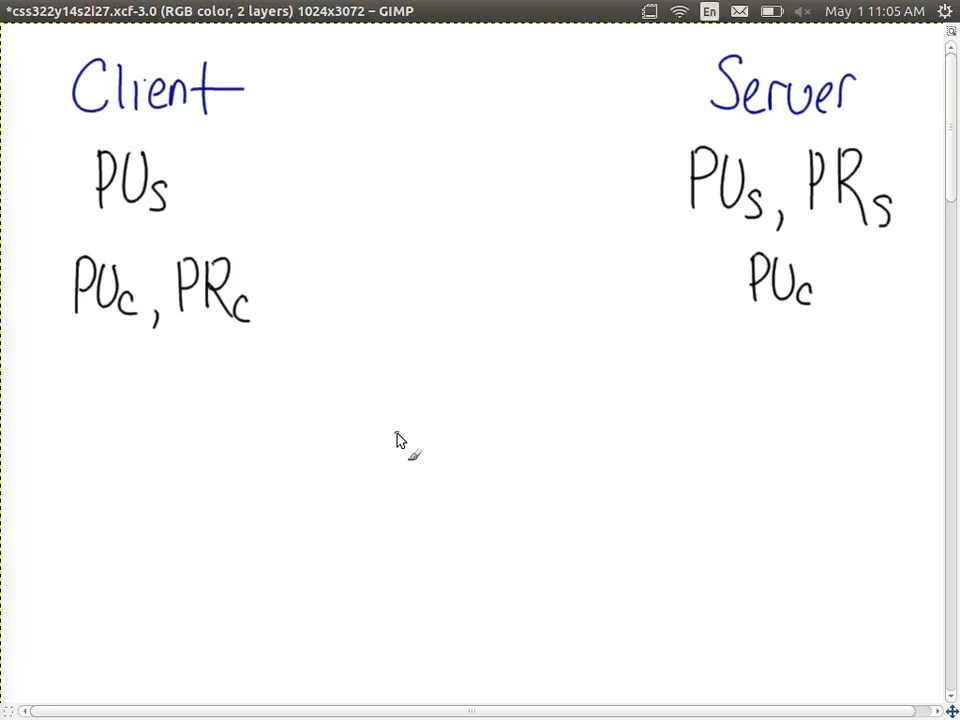 *css322y14s2i27.xcf-3.0 (RGB color, 2 layers) 1024x3072 – GIMP En May 1 11:05 AM
Client Server
PUs PUs, PRs
PUc, PRc PUc